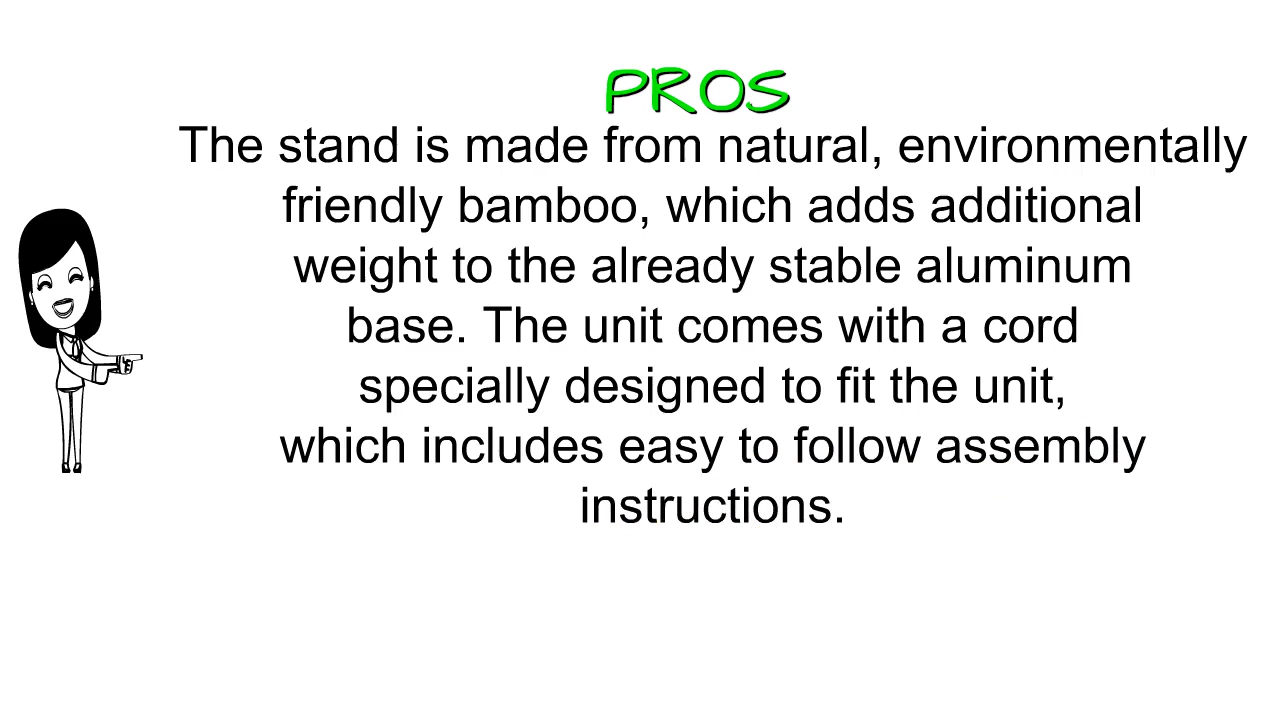 PROS
The stand is made from natural, environmentally
friendly bamboo, which adds additional
weight to the already stable aluminum
base. The unit comes with a cord
specially designed to fit the unit,
which includes easy to follow assembly
instructions.